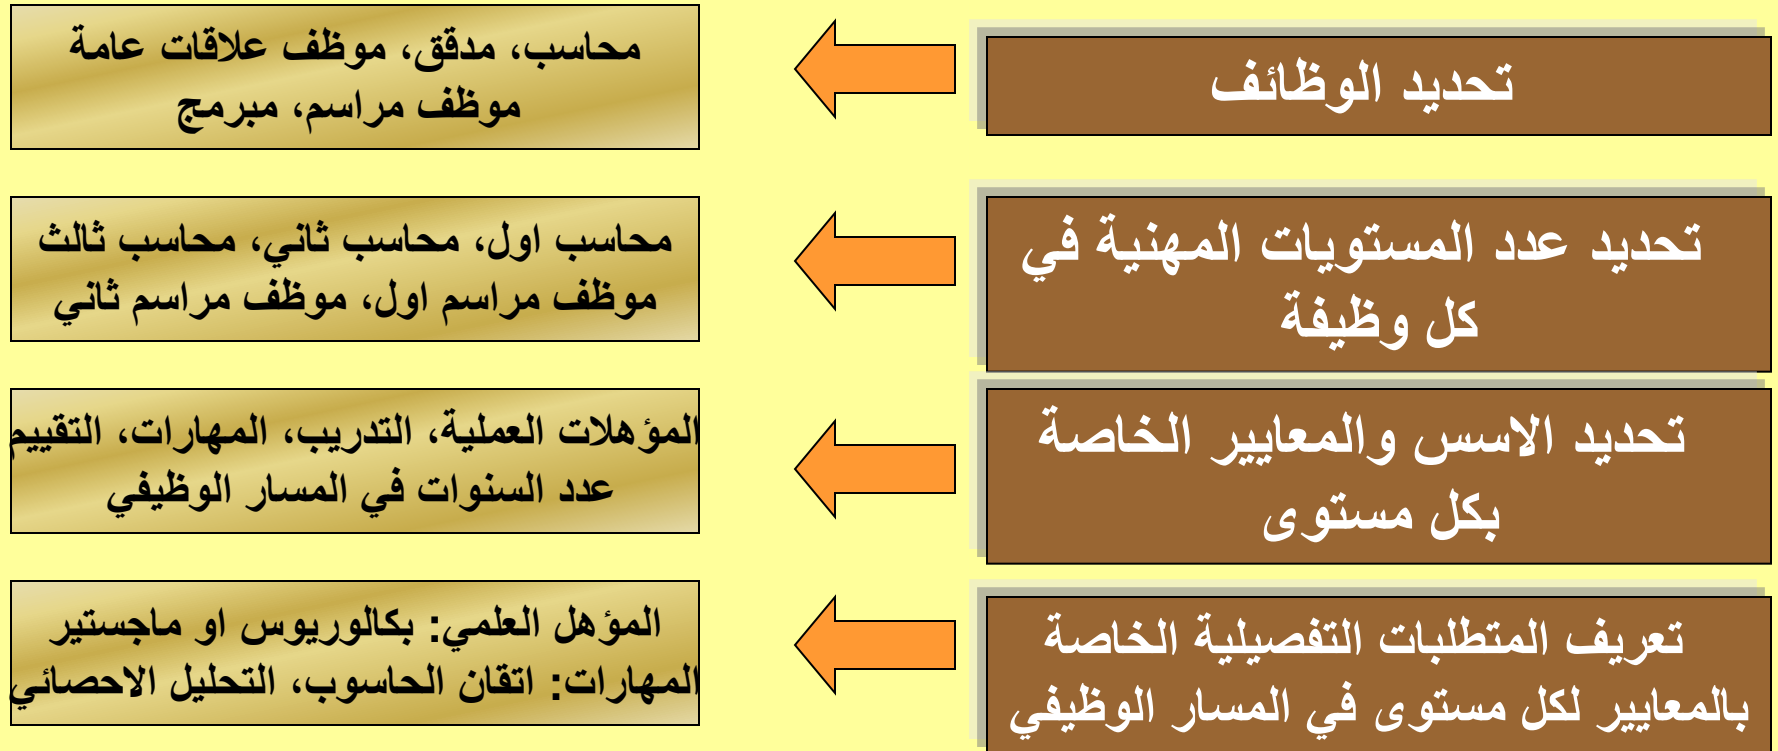 تحديد الوظائف
محاسب، مدقق، موظف علاقات عامة
موظف مراسم، مبرمج
تحديد عدد المستويات المهنية في
كل وظيفة
محاسب اول، محاسب ثاني، محاسب ثالث
موظف مراسم اول، موظف مراسم ثاني
تحديد الاسس والمعايير الخاصة
بكل مستوى
المؤهلات العملية، التدريب، المهارات، التقييم
عدد السنوات في المسار الوظيفي
تعريف المتطلبات التفصيلية الخاصة
بالمعايير لكل مستوى في المسار الوظيفي
المؤهل العلمي: بكالوريوس او ماجستير
المهارات: اتقان الحاسوب، التحليل الاحصائي